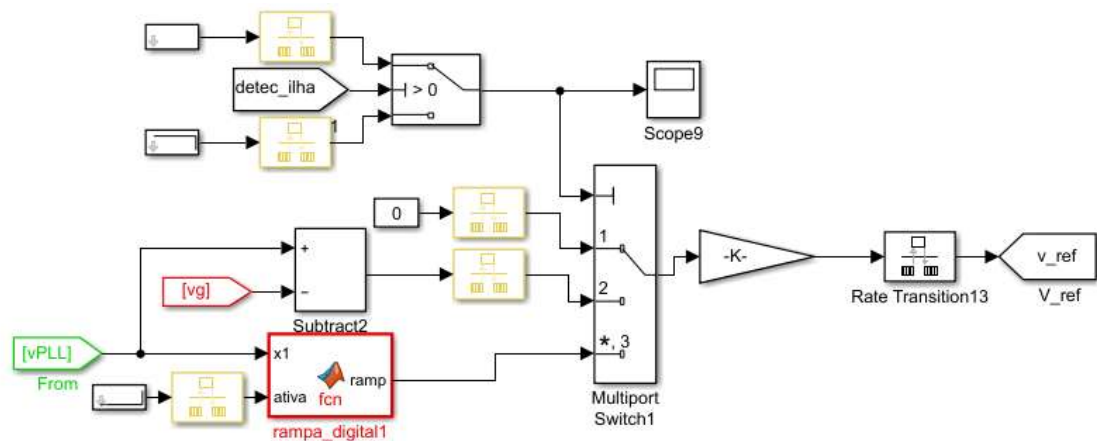 detec_ilha
> 0
1
Scope9
0
1
+
-K-
v_ref
[vg]
−
2
Rate Transition13
V_ref
Subtract2
[vPLL]
x1
ramp
*, 3
From
ativa
fcn
Multiport
Switch1
rampa_digital1